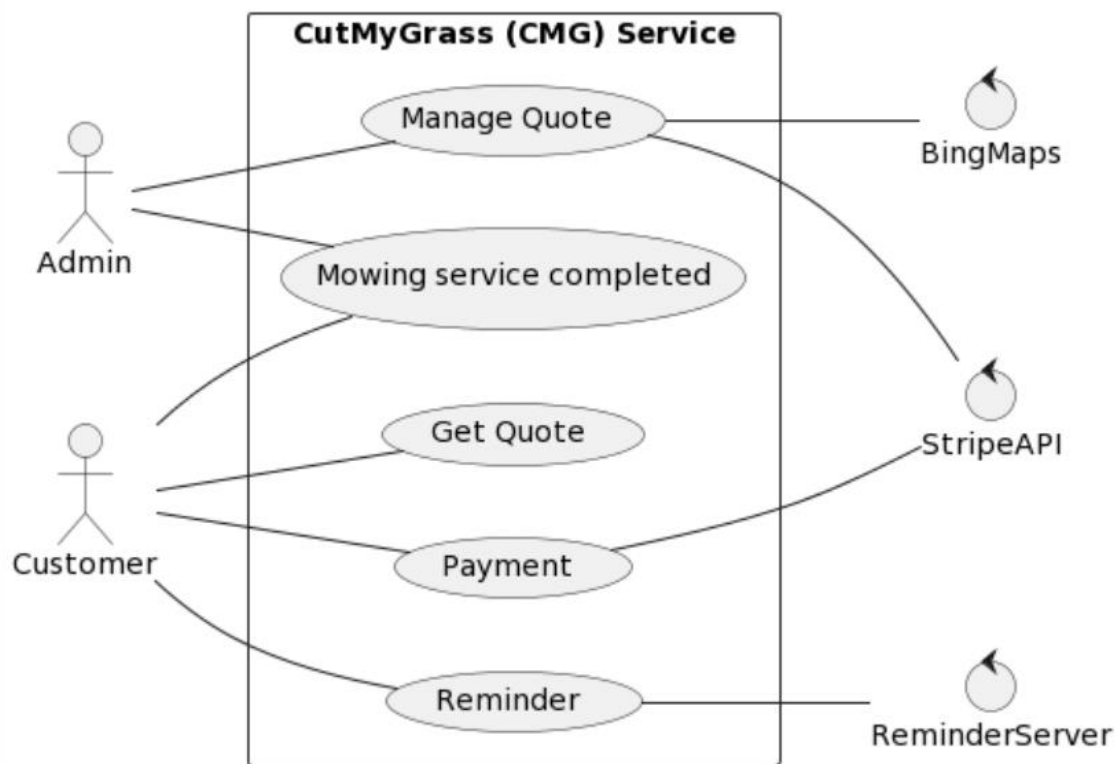 CutMyGrass (CMG) Service
Manage Quote
BingMaps
Admin
Mowing service completed
Get Quote
StripeAPI
Customer
Payment
Reminder
ReminderServer